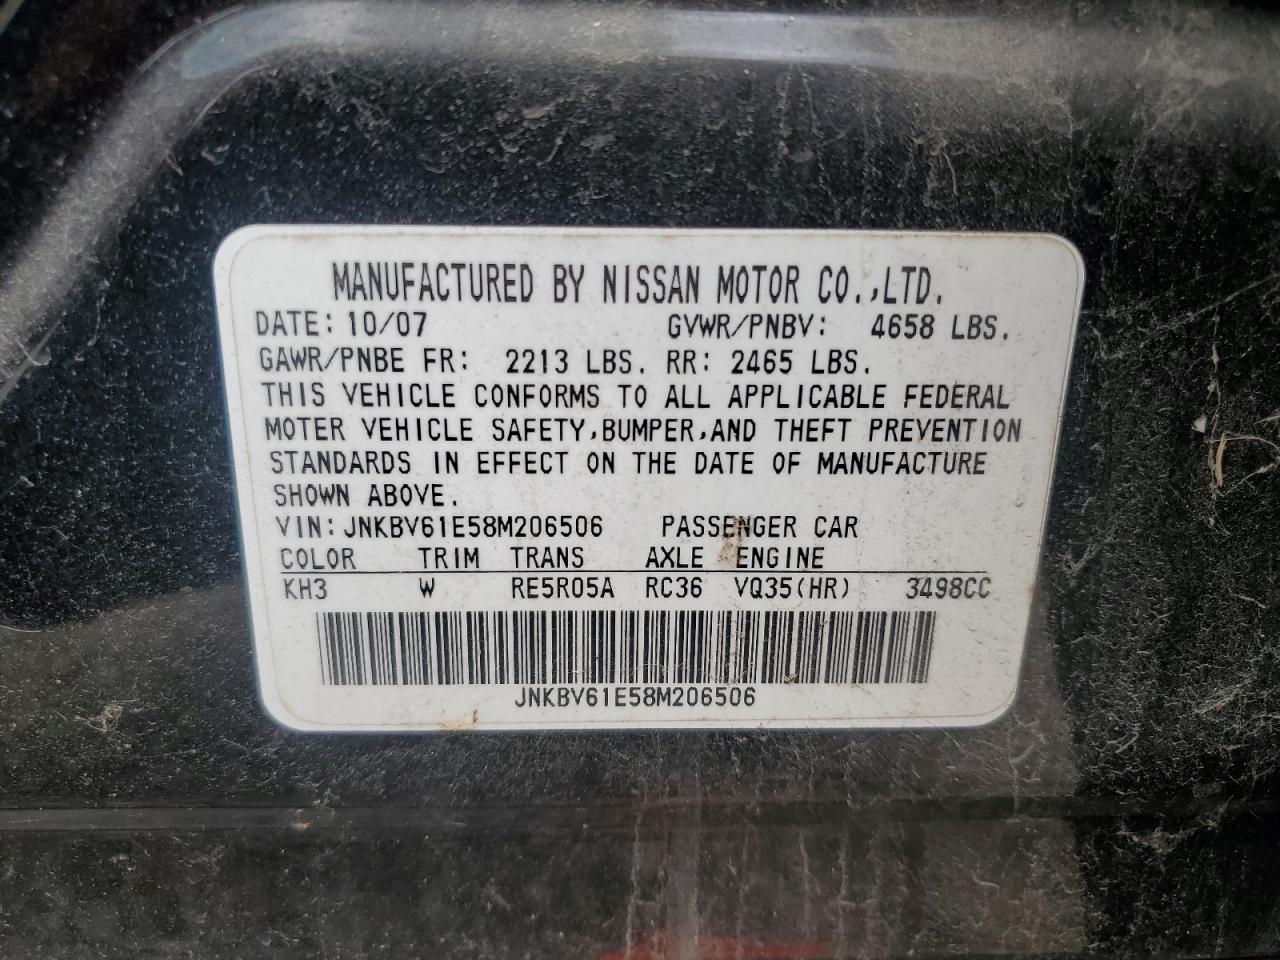 MANUFACTURED BY NISSAN MOTOR CO.,LTD.
DATE: 10/07 GVWR/PNBV: 4658 LBS.
GAWR/PNBE FR: 2213 LBS. RR: 2465 LBS.
THIS VEHICLE CONFORMS TO ALL APPLICABLE FEDERAL
MOTER VEHICLE SAFETY,BUMPER,AND THEFT PREVENTION
STANDARDS IN EFFECT ON THE DATE OF MANUFACTURE
SHOWN ABOVE.
VIN:JNKBV61E58M206506 PASSENGER CAR
COLOR TRIM TRANS AXLE ENGINE
KH3 W RE5R05A RC36 VQ35(HR) 3498CC
JNKBV61E58M206506